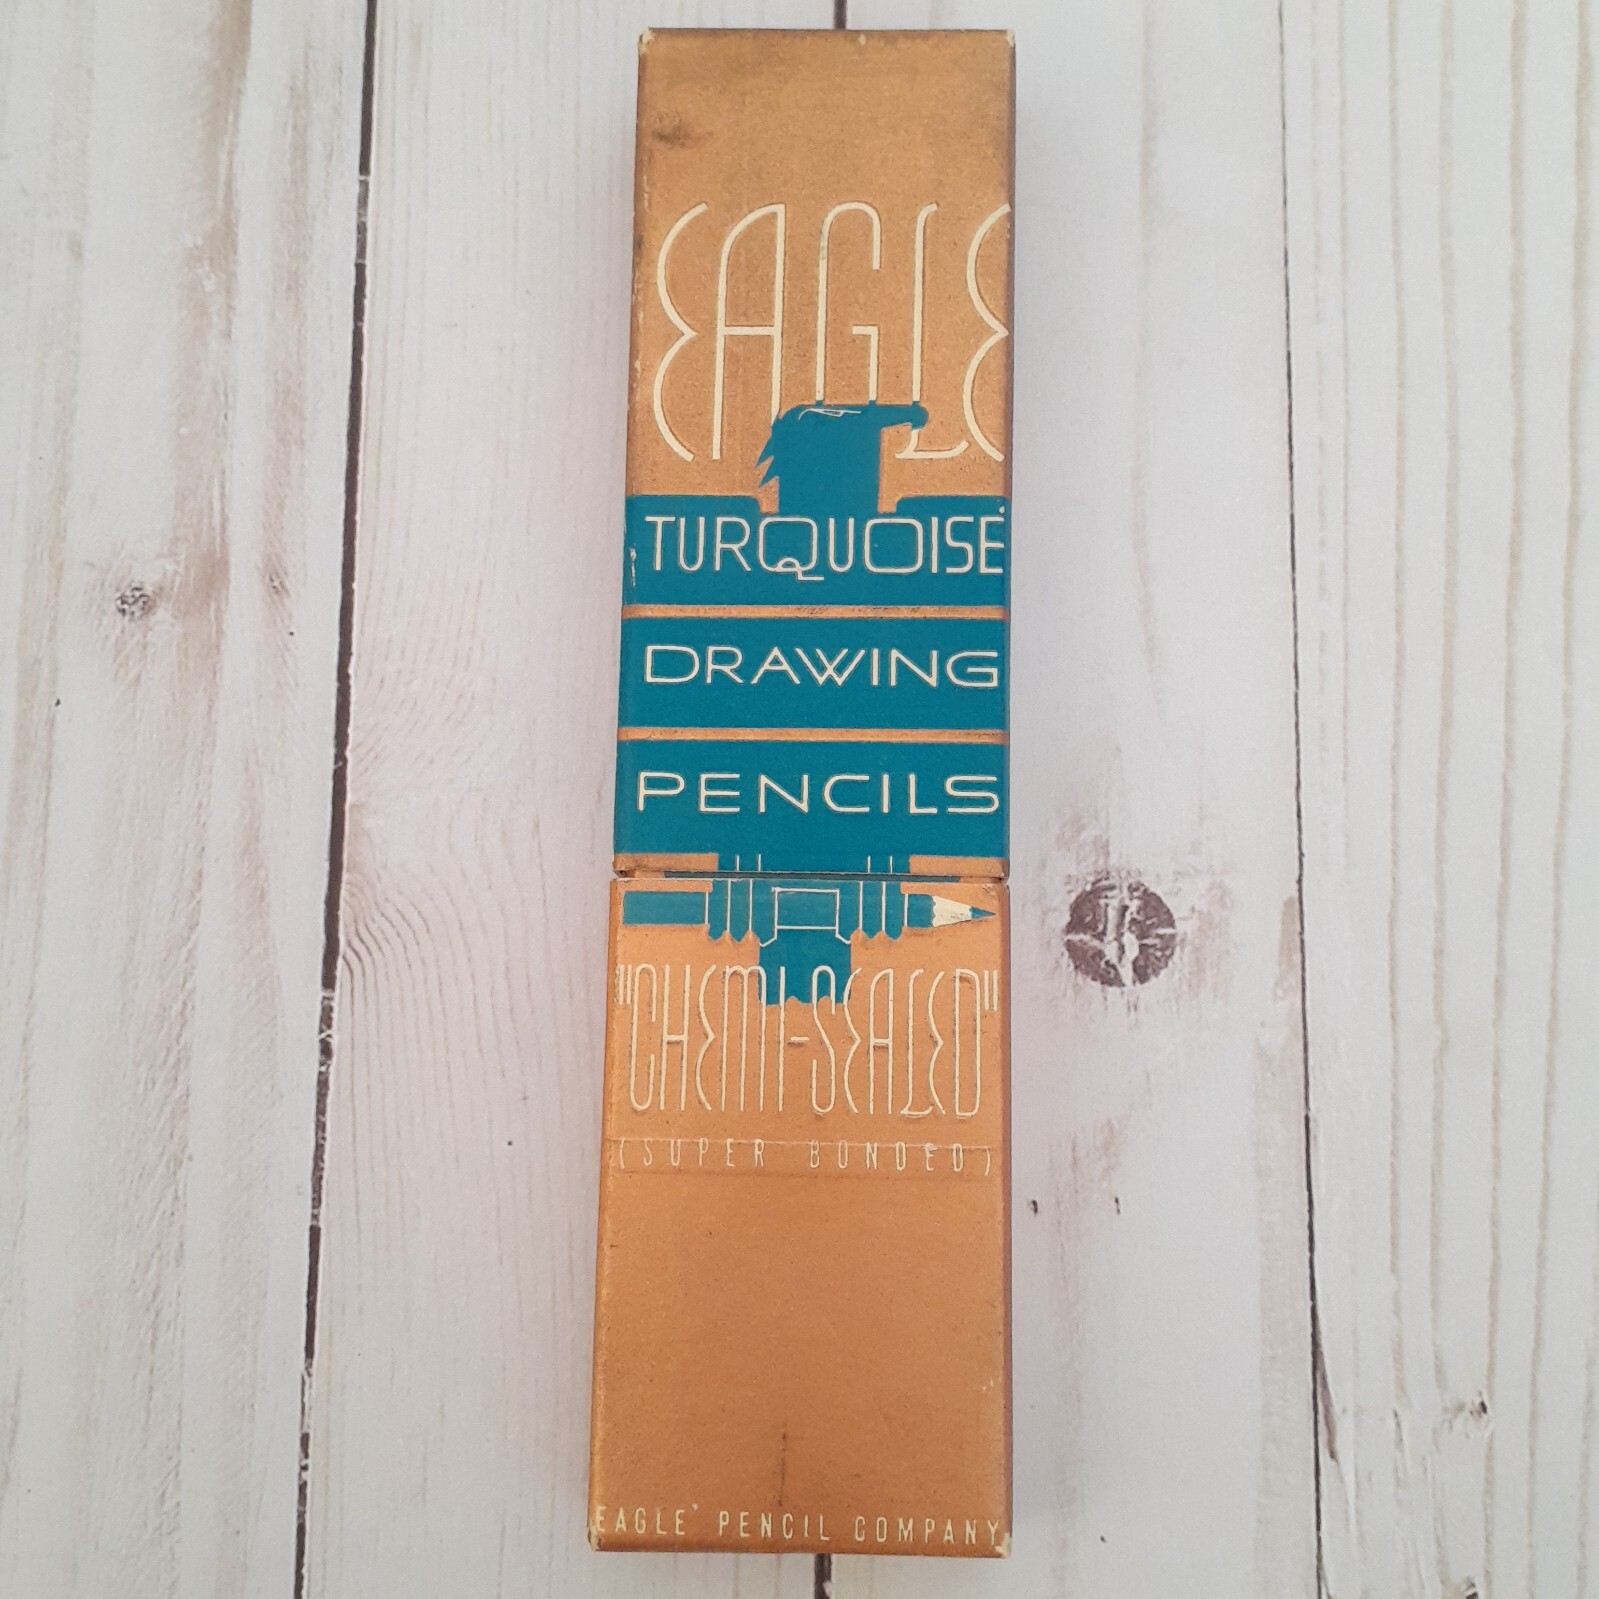 EAGLE
TURQUOISE
DRAWING
PENCILS
"CHEMI-SEALED"
(SUPER BONDED)
EAGLE PENCIL COMPANY